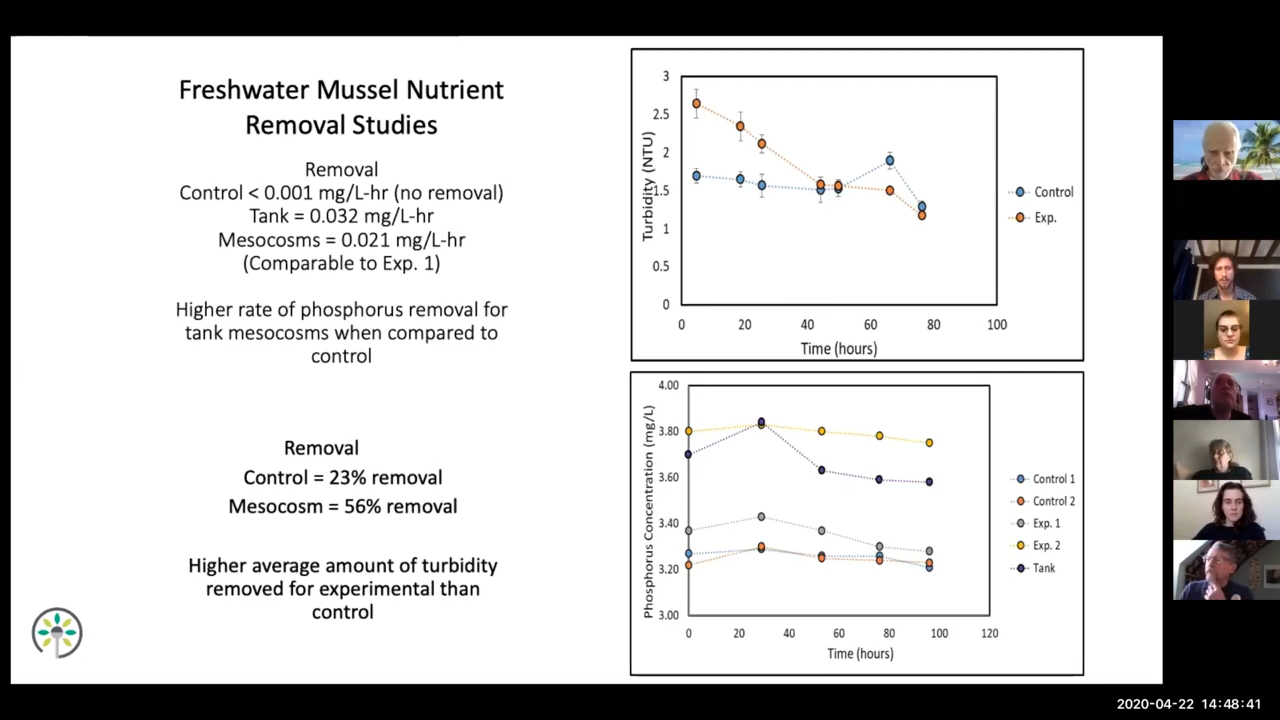 Freshwater Mussel Nutrient
Removal Studies
Removal
Control < 0.001 mg/L-hr (no removal)
Tank = 0.032 mg/L-hr
Mesocosms = 0.021 mg/L-hr
(Comparable to Exp. 1)
Higher rate of phosphorus removal for
tank mesocosms when compared to
control
Removal
Control = 23% removal
Mesocosm = 56% removal
Higher average amount of turbidity
removed for experimental than
control
Turbidity (NTU)
3
2.5
2
1.5
1
0.5
0
0 20 40 60 80 100
Time (hours)
Control
Exp.
Phosphorus Concentration (mg/L)
4.00
3.80
3.60
3.40
3.20
3.00
0 20 40 60 80 100 120
Time (hours)
Control 1
Control 2
Exp. 1
Exp. 2
Tank
2020-04-22 14:48:41